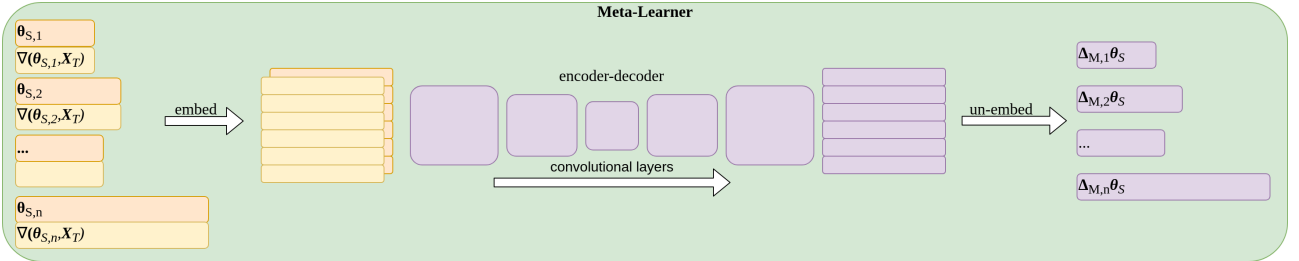 Meta-Learner
θS,1
∇(θS,1,XT)
θS,2
∇(θS,2,XT)
...
θS,n
∇(θS,n,XT)
embed
encoder-decoder
convolutional layers
un-embed
ΔM,1θS
ΔM,2θS
...
ΔM,nθS